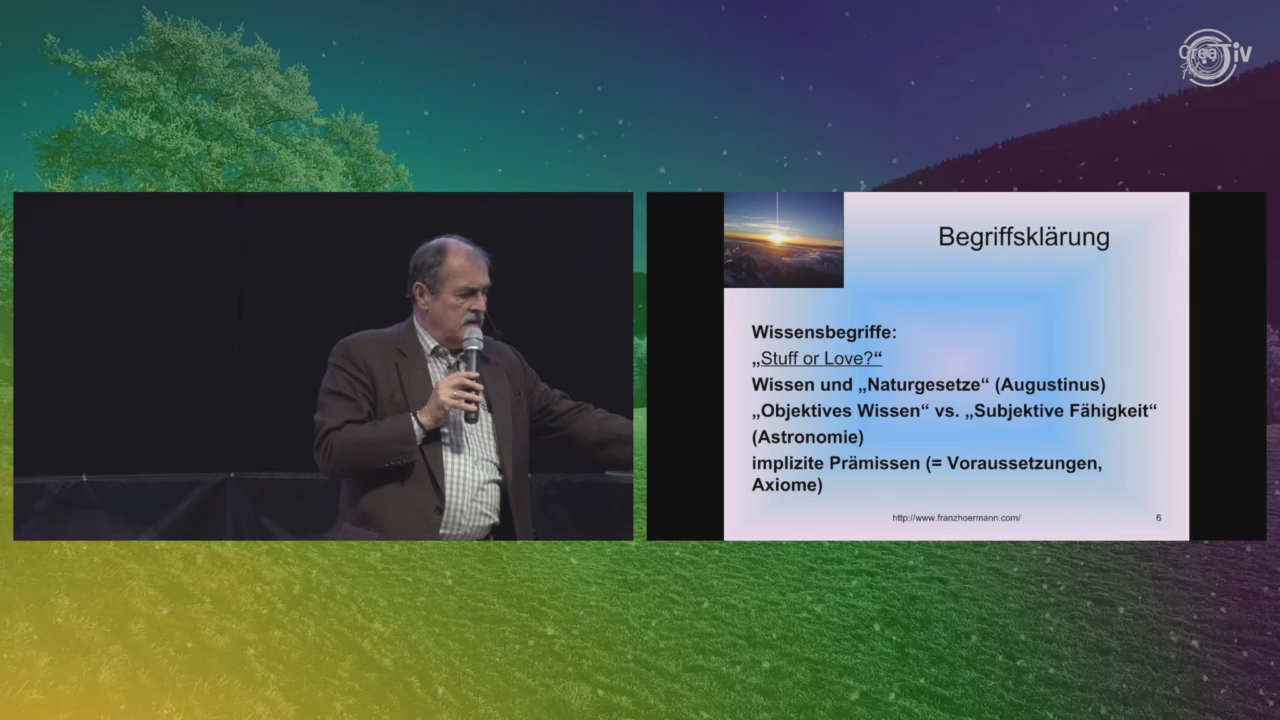 Begriffsklärung
Wissensbegriffe:
„Stuff or Love?“
Wissen und „Naturgesetze“ (Augustinus)
„Objektives Wissen“ vs. „Subjektive Fähigkeit“
(Astronomie)
implizite Prämissen (= Voraussetzungen,
Axiome)
http://www.franzhoermann.com/
6